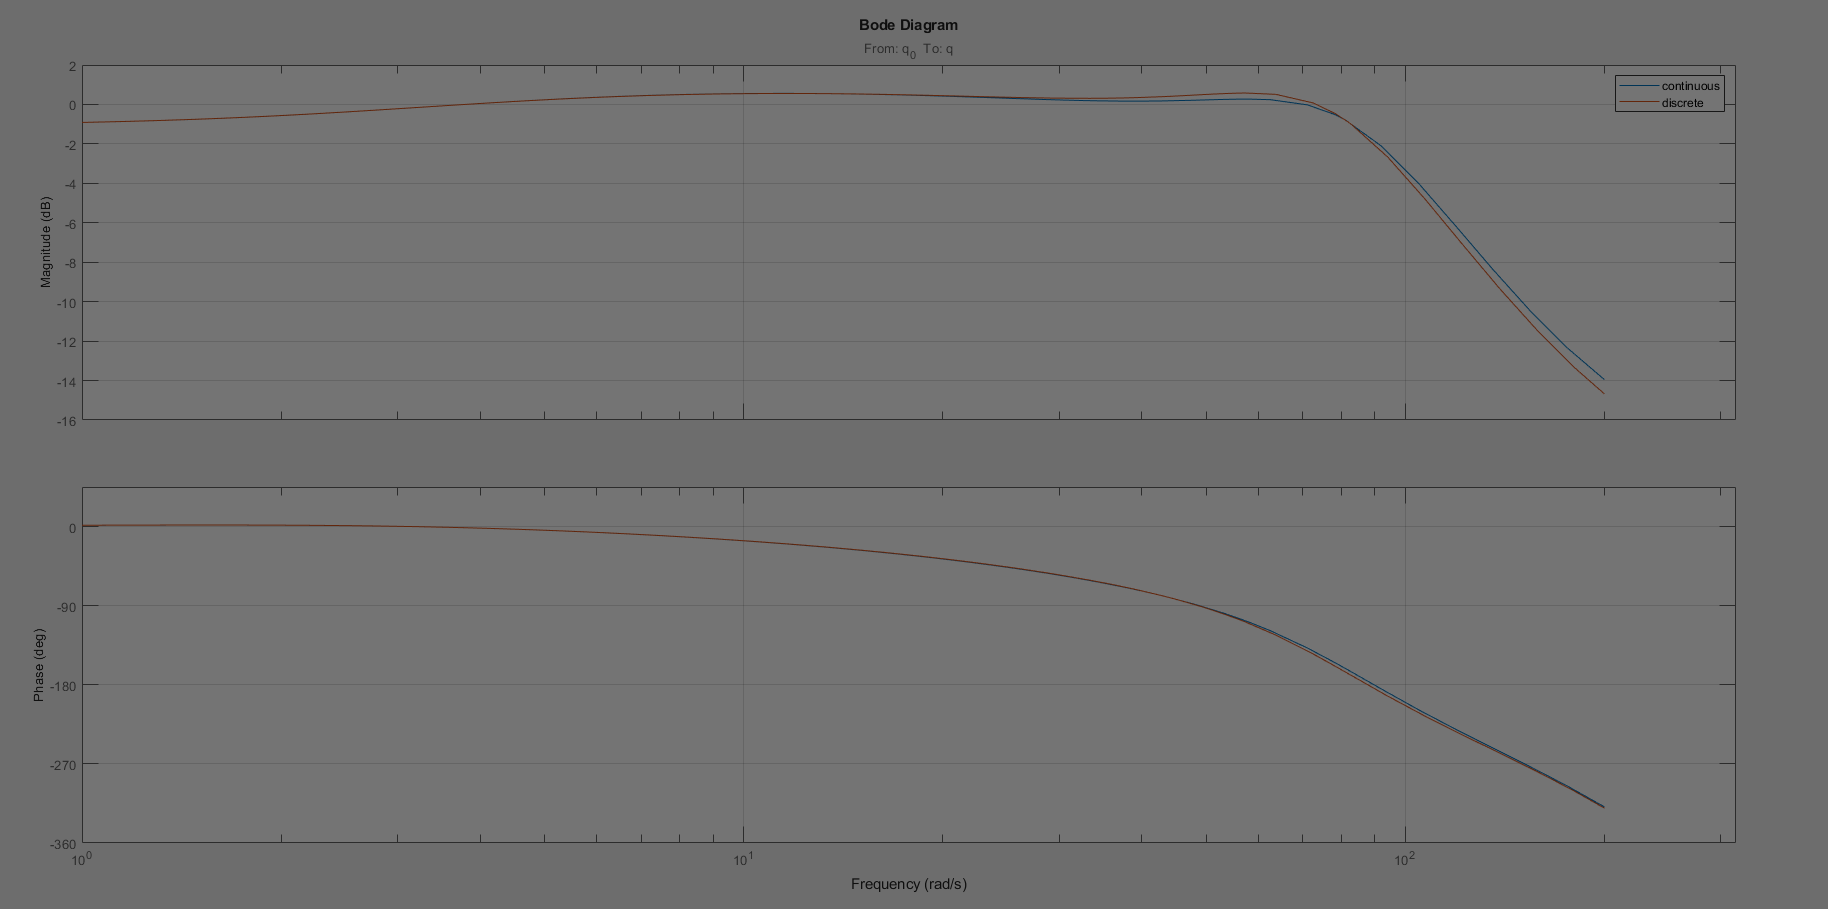 Bode Diagram
From: q0 To: q
2
0
-2
-4
-6
-8
-10
-12
-14
-16
Magnitude (dB)
continuous
discrete
0
-90
-180
-270
-360
Phase (deg)
10^0
10^1
10^2
Frequency (rad/s)